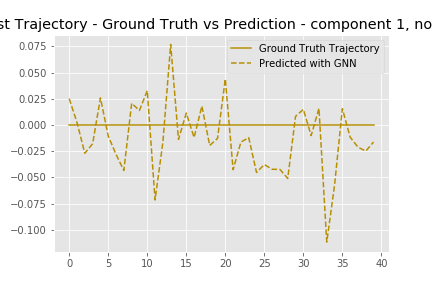 st Trajectory - Ground Truth vs Prediction - component 1, no
Ground Truth Trajectory
Predicted with GNN
0.075
0.050
0.025
0.000
−0.025
−0.050
−0.075
−0.100
0 5 10 15 20 25 30 35 40